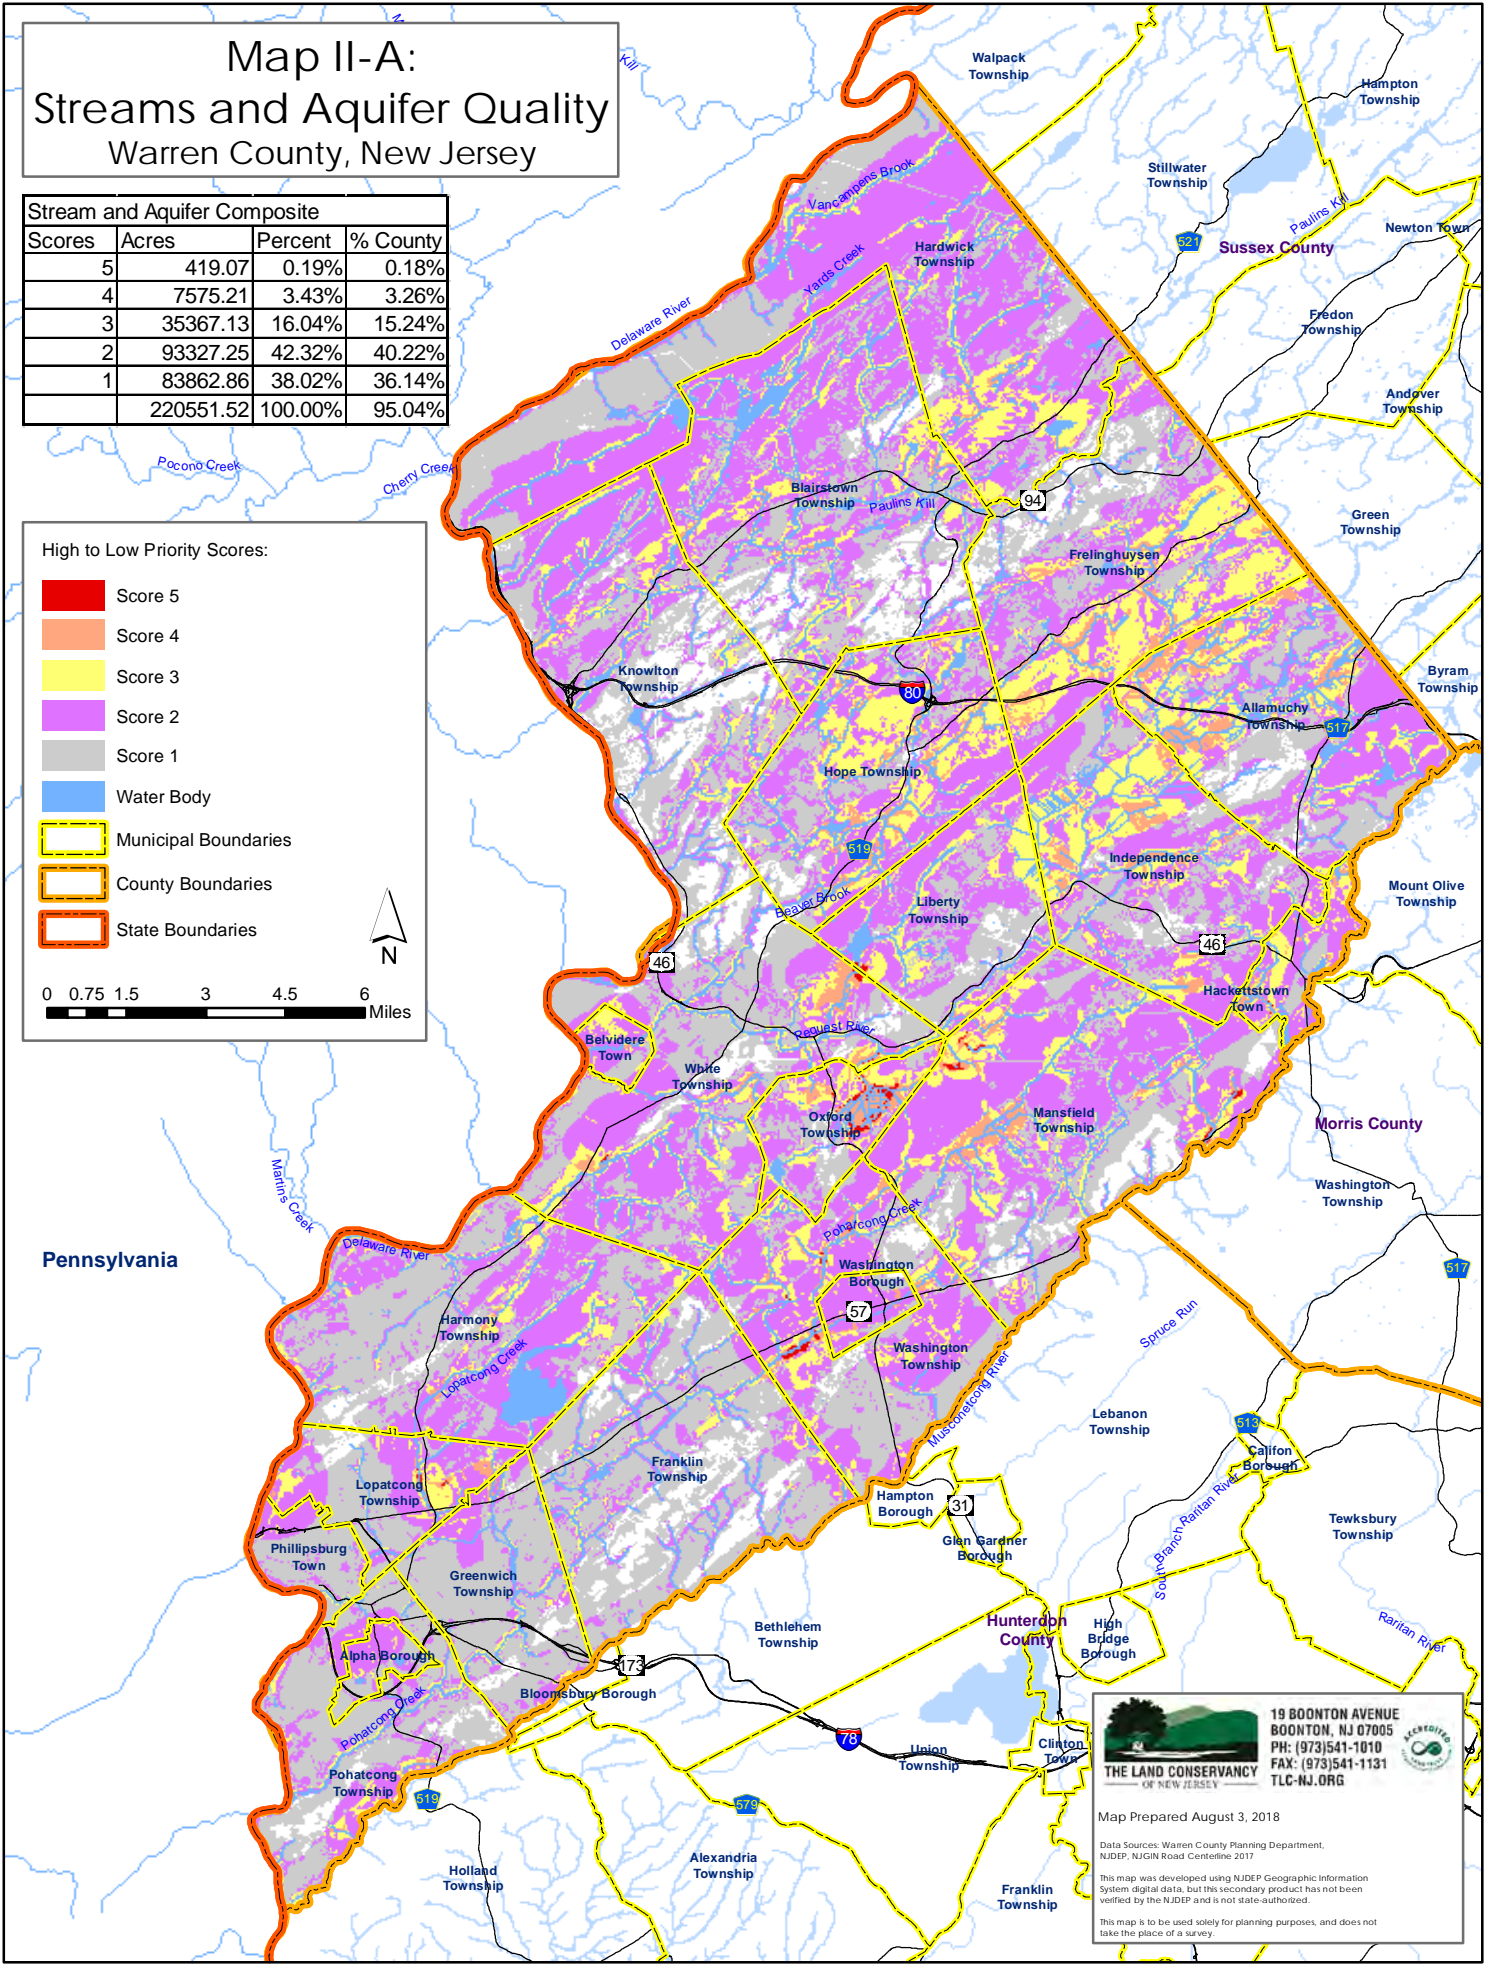 Map II-A:
Streams and Aquifer Quality
Warren County, New Jersey
Stream and Aquifer Composite
Scores Acres Percent % County
5 419.07 0.19% 0.18%
4 7575.21 3.43% 3.26%
3 35367.13 16.04% 15.24%
2 93327.25 42.32% 40.22%
1 83862.86 38.02% 36.14%
220551.52 100.00% 95.04%
High to Low Priority Scores:
Score 5
Score 4
Score 3
Score 2
Score 1
Water Body
Municipal Boundaries
County Boundaries
State Boundaries
N
0 0.75 1.5 3 4.5 6
Miles
Kill
Walpack
Township
Hampton
Township
Stillwater
Township
Vancampens Brook
Paulins Kill
Newton Town
521
Sussex County
Hardwick
Township
Yards Creek
Delaware River
Fredon
Township
Andover
Township
Pocono Creek
Cherry Creek
Blairstown
Township
Paulins Kill
94
Green
Township
Frelinghuysen
Township
Knowlton
Township
80
Byram
Township
Allamuchy
Township
517
Hope Township
519
Independence
Township
Mount Olive
Township
Beaver Brook
Liberty
Township
46
46
Hackettstown
Town
Belvidere
Town
Request River
White
Township
Oxford
Township
Mansfield
Township
Morris County
Washington
Township
Martins Creek
Pohatcong Creek
Delaware River
Pennsylvania
Washington
Borough
517
57
Harmony
Township
Spruce Run
Washington
Township
Lopatcong Creek
Musconetcong River
Lebanon
Township
513
Califon
Borough
Franklin
Township
Lopatcong
Township
Hampton
Borough
31
South Branch Raritan River
Tewksbury
Township
Phillipsburg
Town
Glen Gardner
Borough
Greenwich
Township
Bethlehem
Township
Hunterdon
County
High
Bridge
Borough
Raritan River
Alpha Borough
173
Bloomsbury Borough
Pohatcong Creek
78
Union
Township
Clinton
Town
Pohatcong
Township
519
579
Holland
Township
Alexandria
Township
Franklin
Township
THE LAND CONSERVANCY
OF NEW JERSEY
19 BOONTON AVENUE
BOONTON, NJ 07005
PH: (973)541-1010
FAX: (973)541-1131
TLC-NJ.ORG
ACCREDITED
Map Prepared August 3, 2018
Data Sources: Warren County Planning Department,
NJDEP, NJGIN Road Centerline 2017
This map was developed using NJDEP Geographic Information
System digital data, but this secondary product has not been
verified by the NJDEP and is not state-authorized.
This map is to be used solely for planning purposes, and does not
take the place of a survey.